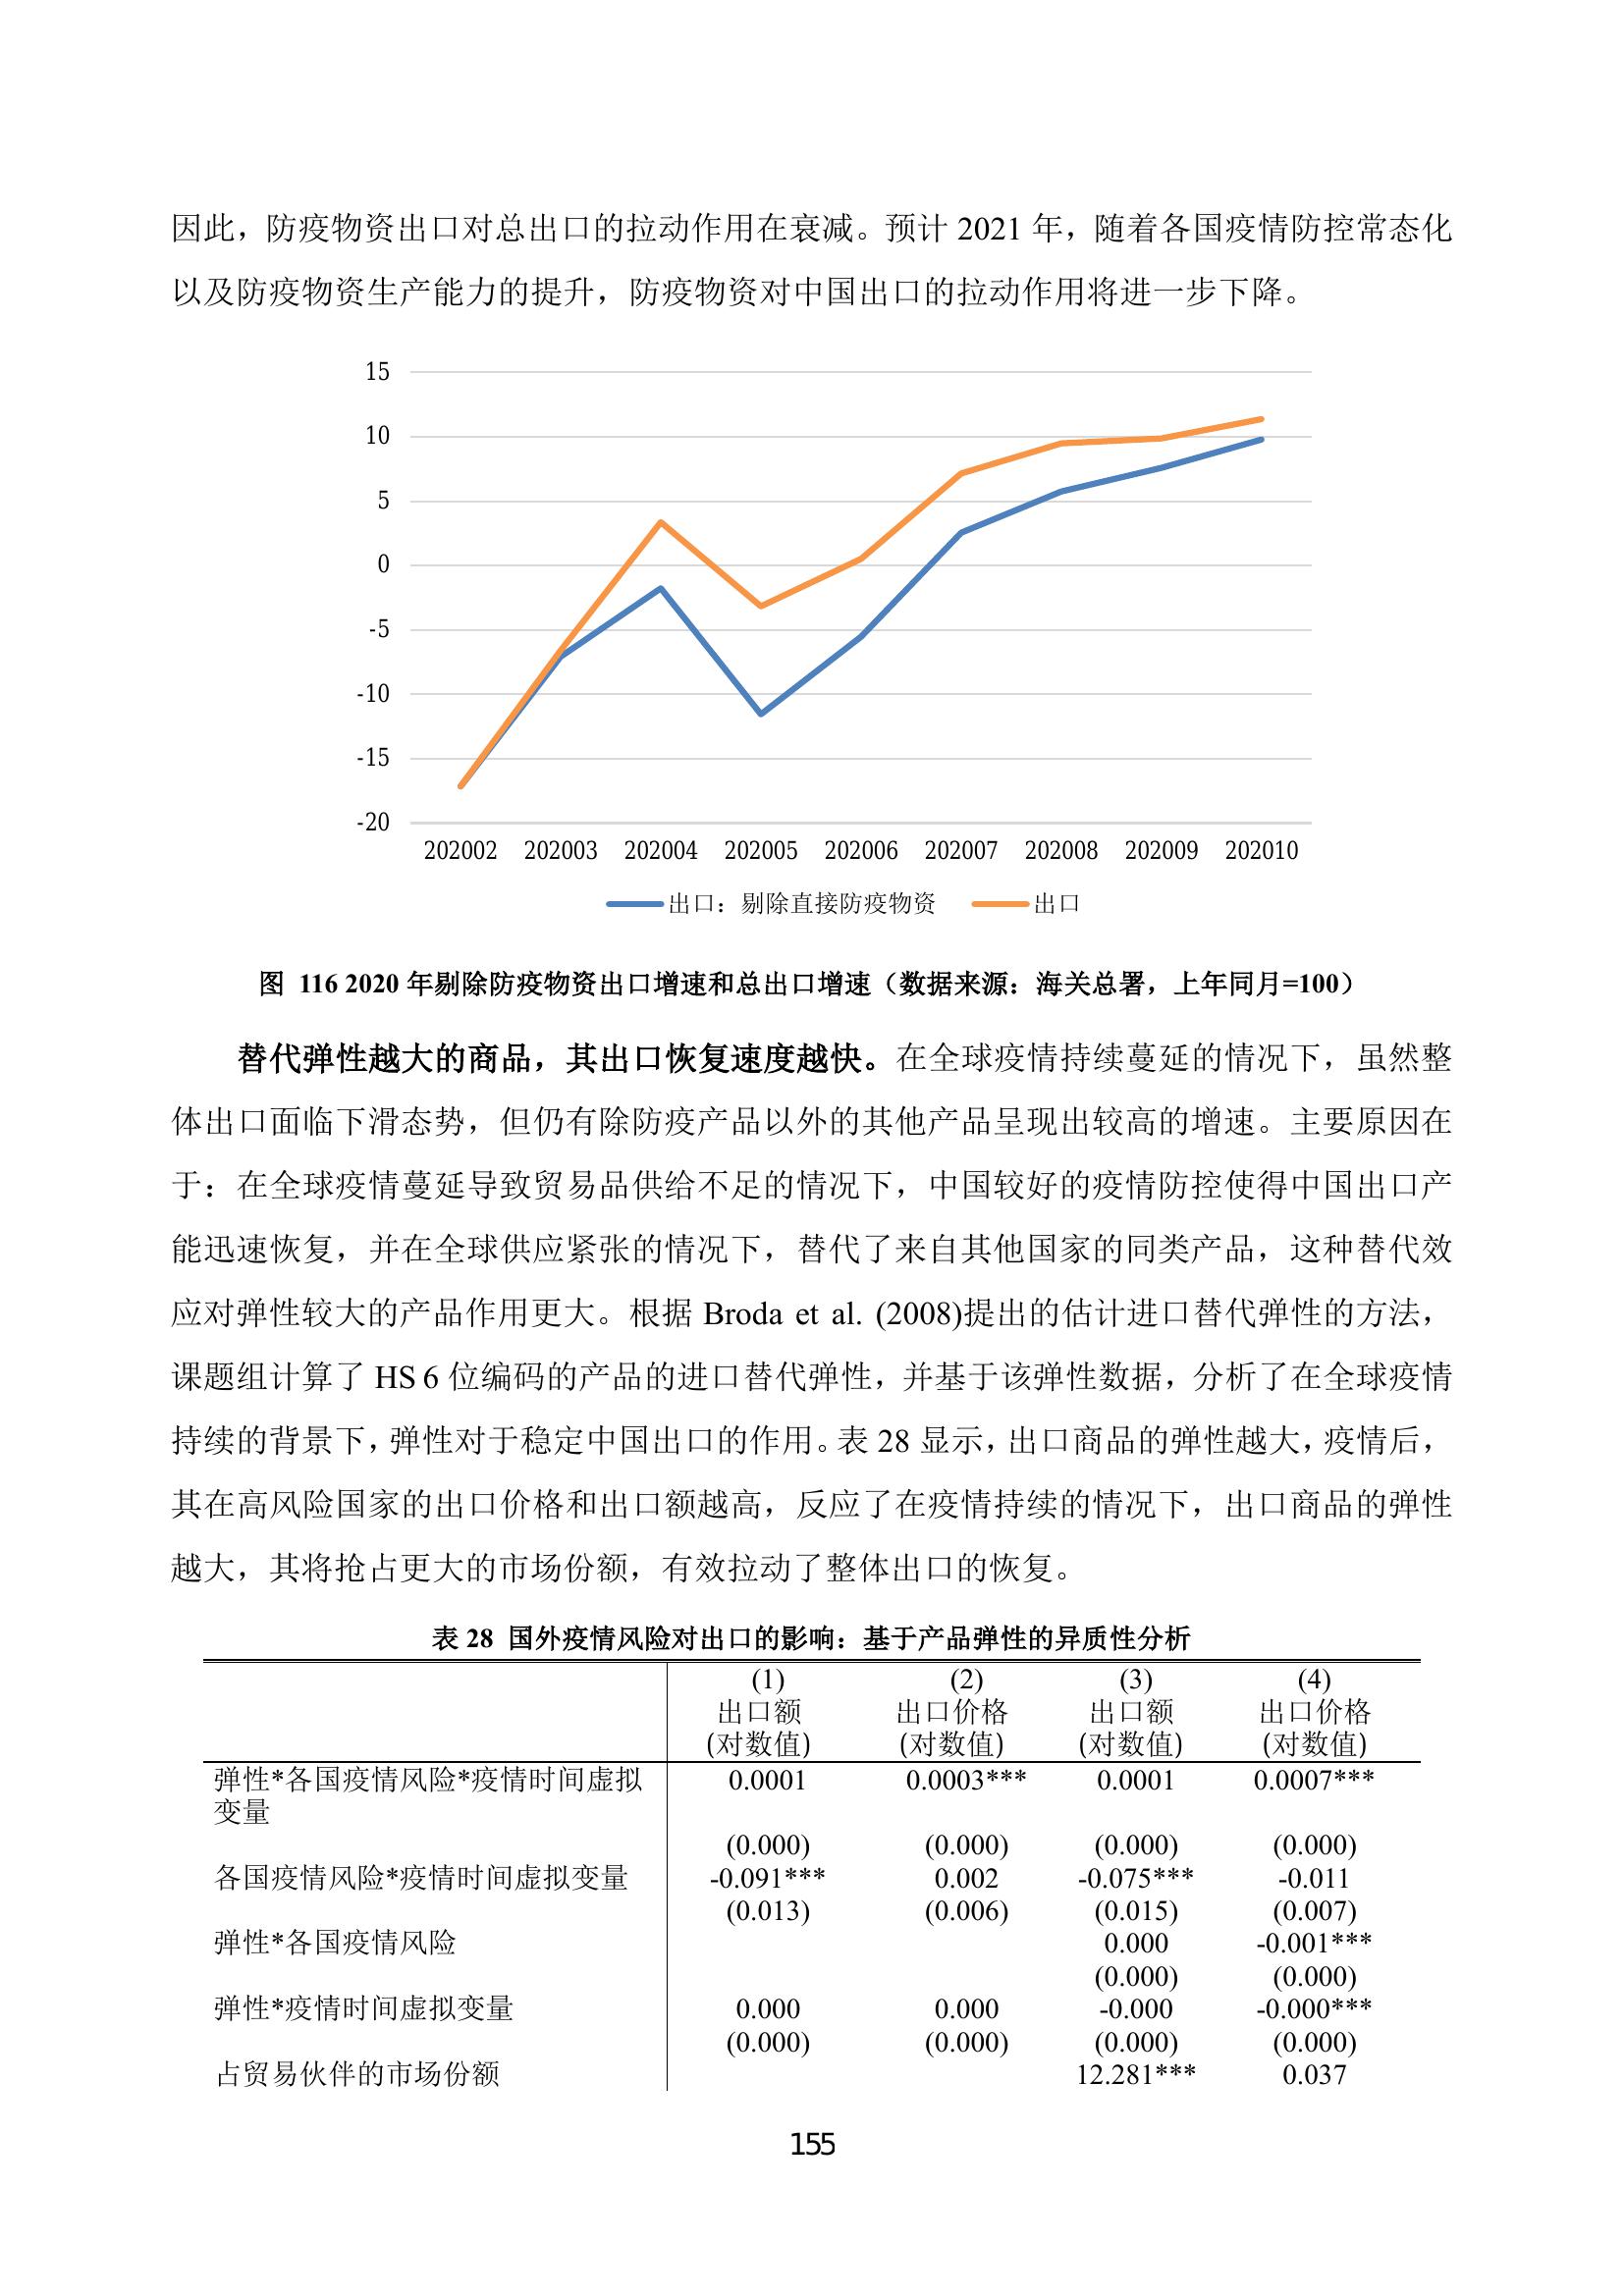 因此，防疫物资出口对总出口的拉动作用在衰减。预计 2021 年，随着各国疫情防控常态化
以及防疫物资生产能力的提升，防疫物资对中国出口的拉动作用将进一步下降。
15
10
5
0
-5
-10
-15
-20
202002 202003 202004 202005 202006 202007 202008 202009 202010
出口：剔除直接防疫物资 出口
图 116 2020 年剔除防疫物资出口增速和总出口增速（数据来源：海关总署，上年同月=100）
替代弹性越大的商品，其出口恢复速度越快。在全球疫情持续蔓延的情况下，虽然整
体出口面临下滑态势，但仍有除防疫产品以外的其他产品呈现出较高的增速。主要原因在
于：在全球疫情蔓延导致贸易品供给不足的情况下，中国较好的疫情防控使得中国出口产
能迅速恢复，并在全球供应紧张的情况下，替代了来自其他国家的同类产品，这种替代效
应对弹性较大的产品作用更大。根据 Broda et al. (2008)提出的估计进口替代弹性的方法，
课题组计算了 HS 6 位编码的产品的进口替代弹性，并基于该弹性数据，分析了在全球疫情
持续的背景下，弹性对于稳定中国出口的作用。表 28 显示，出口商品的弹性越大，疫情后，
其在高风险国家的出口价格和出口额越高，反应了在疫情持续的情况下，出口商品的弹性
越大，其将抢占更大的市场份额，有效拉动了整体出口的恢复。
表 28 国外疫情风险对出口的影响：基于产品弹性的异质性分析
(1) (2) (3) (4)
出口额 出口价格 出口额 出口价格
(对数值) (对数值) (对数值) (对数值)
弹性*各国疫情风险*疫情时间虚拟 0.0001 0.0003*** 0.0001 0.0007***
变量
(0.000) (0.000) (0.000) (0.000)
各国疫情风险*疫情时间虚拟变量 -0.091*** 0.002 -0.075*** -0.011
(0.013) (0.006) (0.015) (0.007)
弹性*各国疫情风险 0.000 -0.001***
(0.000) (0.000)
弹性*疫情时间虚拟变量 0.000 0.000 -0.000 -0.000***
(0.000) (0.000) (0.000) (0.000)
占贸易伙伴的市场份额 12.281*** 0.037
155